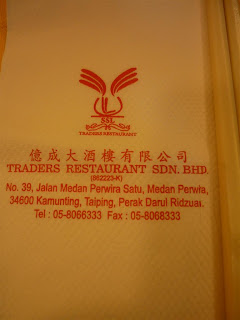 SSL
TRADERS RESTAURANT
億成大酒樓有限公司
TRADERS RESTAURANT SDN. BHD.
(862223-K)
No. 39, Jalan Medan Perwira Satu, Medan Perwira,
34600 Kamunting, Taiping, Perak Darul Ridzuan.
Tel : 05-8066333 Fax : 05-8068333